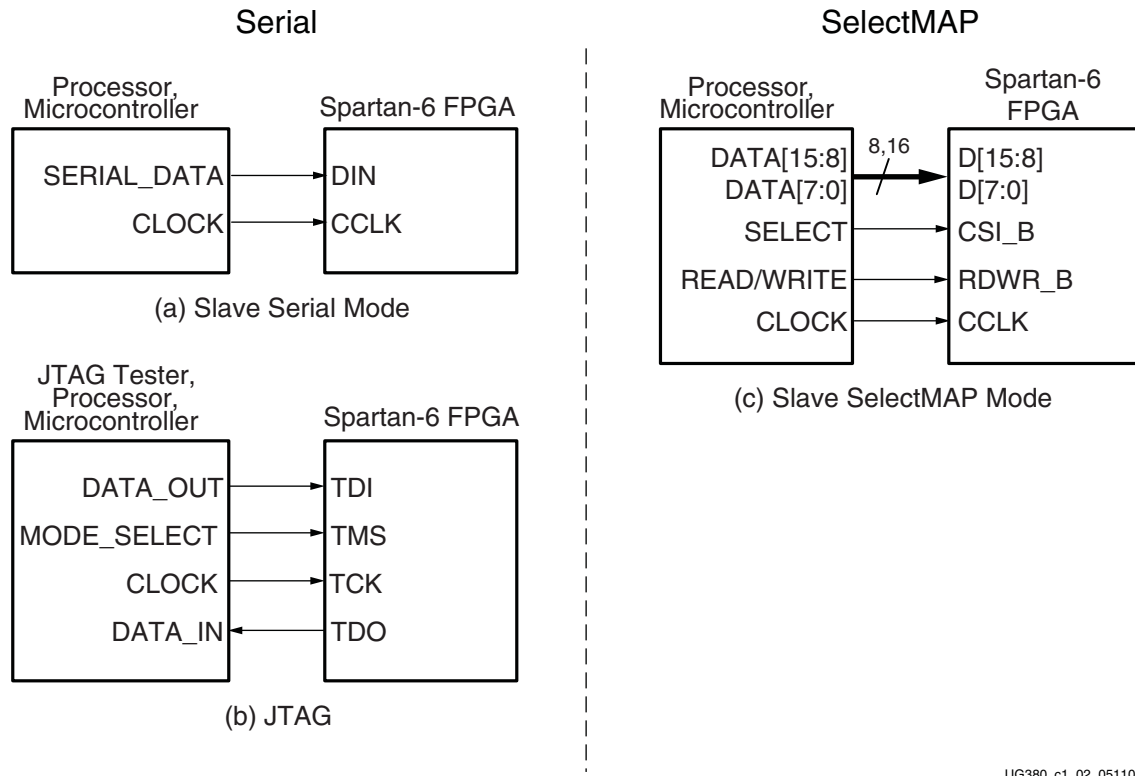 Serial
Processor,
Microcontroller
Spartan-6 FPGA
SERIAL_DATA
DIN
CLOCK
CCLK
(a) Slave Serial Mode
JTAG Tester,
Processor,
Microcontroller
Spartan-6 FPGA
DATA_OUT
TDI
MODE_SELECT
TMS
CLOCK
TCK
DATA_IN
TDO
(b) JTAG
SelectMAP
Processor,
Microcontroller
Spartan-6
FPGA
DATA[15:8]
8,16
D[15:8]
DATA[7:0]
D[7:0]
SELECT
CSI_B
READ/WRITE
RDWR_B
CLOCK
CCLK
(c) Slave SelectMAP Mode
UG380_c1_02_05110